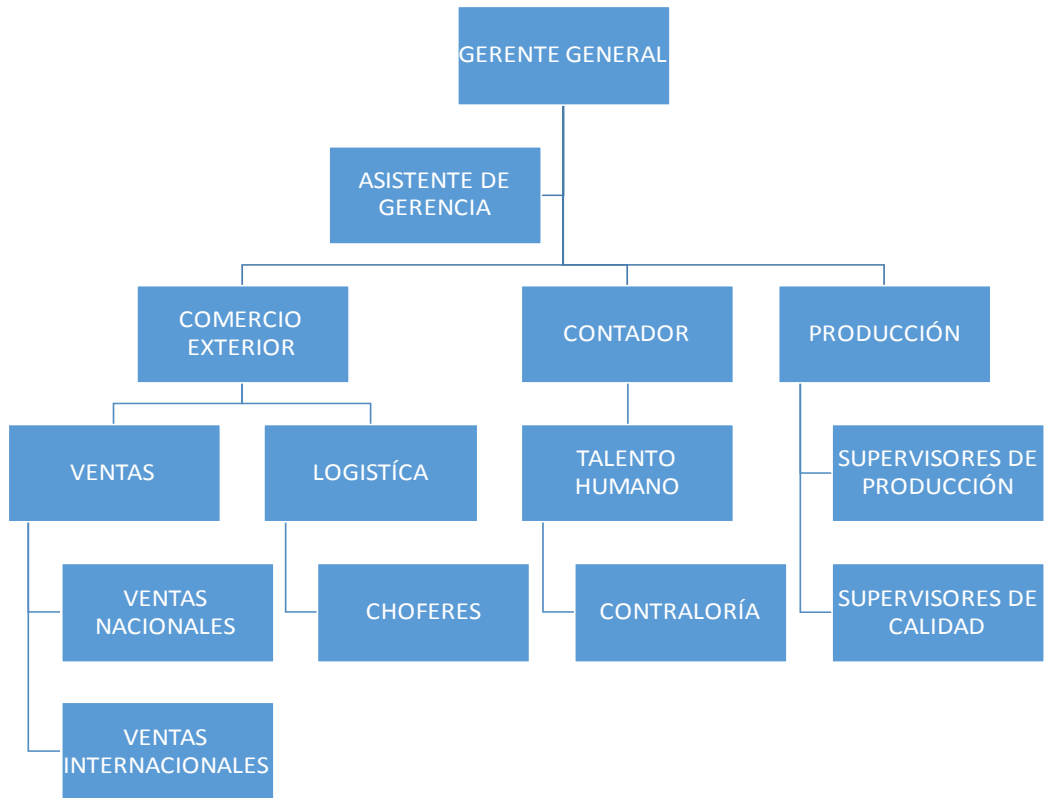 GERENTE GENERAL
ASISTENTE DE
GERENCIA
COMERCIO
EXTERIOR
CONTADOR
PRODUCCIÓN
VENTAS
LOGISTÍCA
TALENTO
HUMANO
SUPERVISORES DE
PRODUCCIÓN
VENTAS
NACIONALES
CHOFERES
CONTRALORÍA
SUPERVISORES DE
CALIDAD
VENTAS
INTERNACIONALES